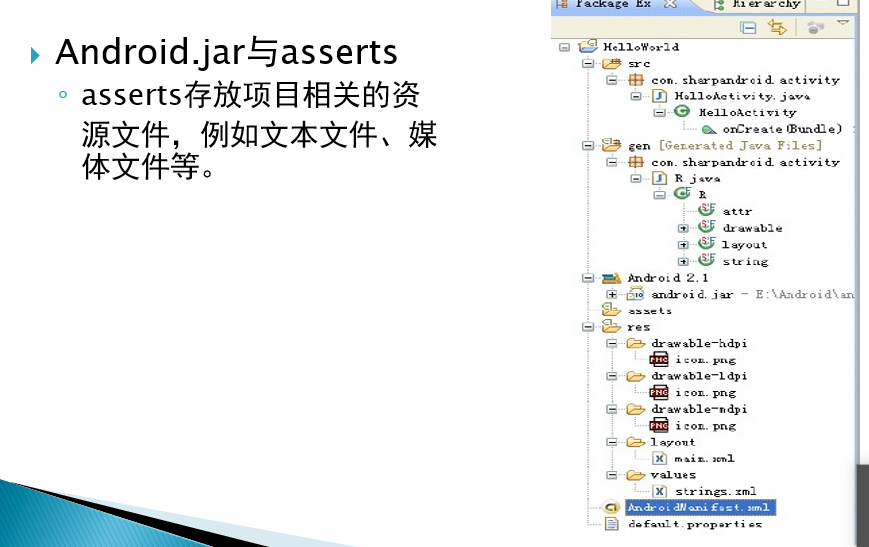 Android.jar与asserts
asserts存放项目相关的资
源文件，例如文本文件、媒
体文件等。
Package Ex
Hierarchy
HelloWorld
src
com.sharpandroid.activity
HelloActivity.java
HelloActivity
onCreate(Bundle)
gen [Generated Java Files]
com.sharpandroid.activity
R.java
R
attr
drawable
layout
string
Android 2.1
android.jar - E:\Android\an
assets
res
drawable-hdpi
icon.png
drawable-ldpi
icon.png
drawable-mdpi
icon.png
layout
main.xml
values
strings.xml
AndroidManifest.xml
default.properties